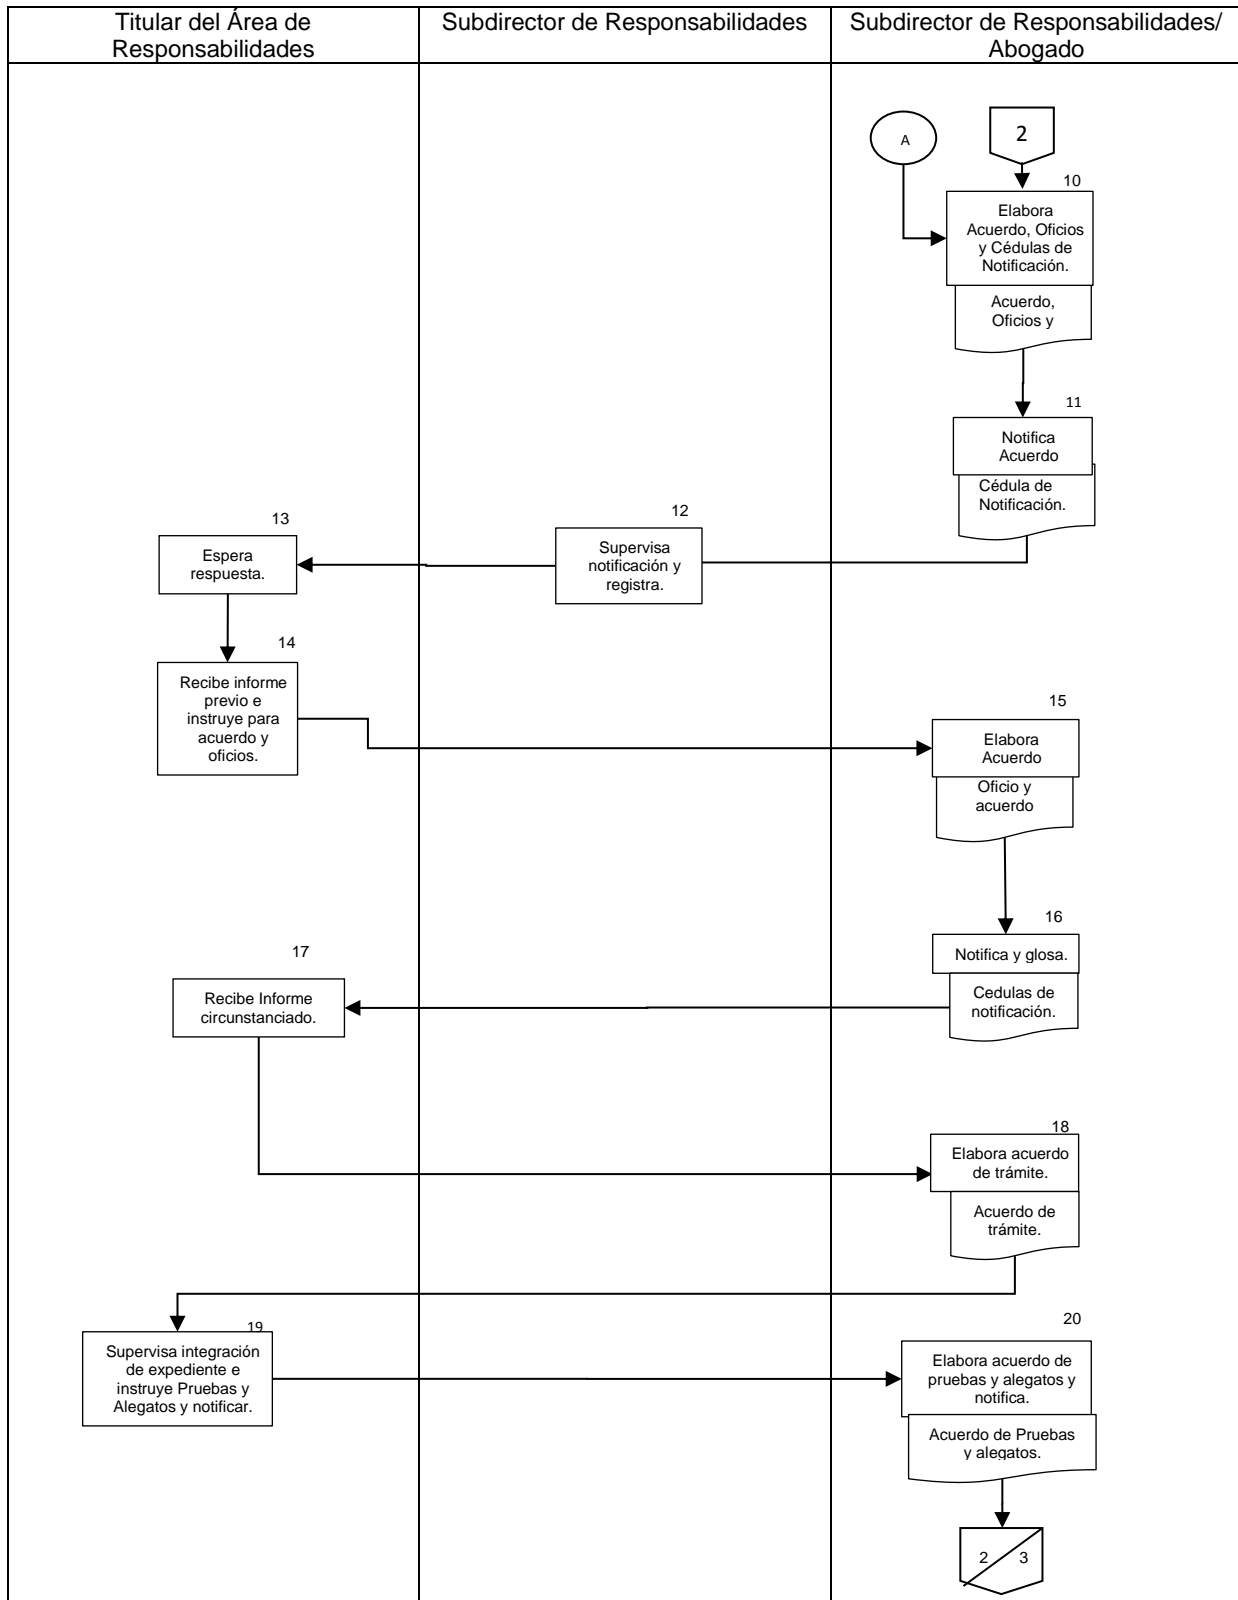 Titular del Área de
Responsabilidades
Subdirector de Responsabilidades
Subdirector de Responsabilidades/
Abogado
A
2
10
Elabora
Acuerdo, Oficios
y Cédulas de
Notificación.
Acuerdo,
Oficios y
11
Notifica
Acuerdo
Cédula de
Notificación.
12
Supervisa
notificación y
registra.
13
Espera
respuesta.
14
Recibe informe
previo e
instruye para
acuerdo y
oficios.
15
Elabora
Acuerdo
Oficio y
acuerdo
16
Notifica y glosa.
Cedulas de
notificación.
17
Recibe Informe
circunstanciado.
18
Elabora acuerdo
de trámite.
Acuerdo de
trámite.
19
Supervisa integración
de expediente e
instruye Pruebas y
Alegatos y notificar.
20
Elabora acuerdo de
pruebas y alegatos y
notifica.
Acuerdo de Pruebas
y alegatos.
2 3